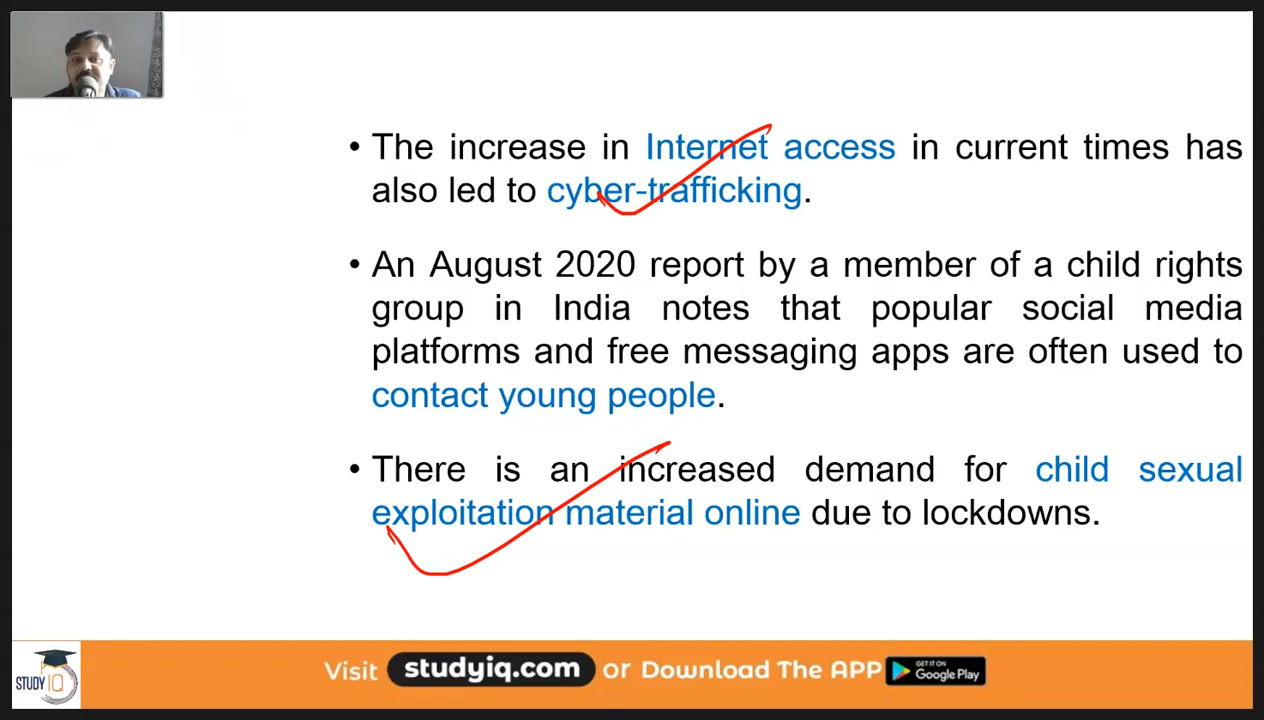 • The increase in Internet access in current times has
also led to cyber-trafficking.
• An August 2020 report by a member of a child rights
group in India notes that popular social media
platforms and free messaging apps are often used to
contact young people.
• There is an increased demand for child sexual
exploitation material online due to lockdowns.
STUDY IQ
Visit studyiq.com or Download The APP GET IT ON Google Play